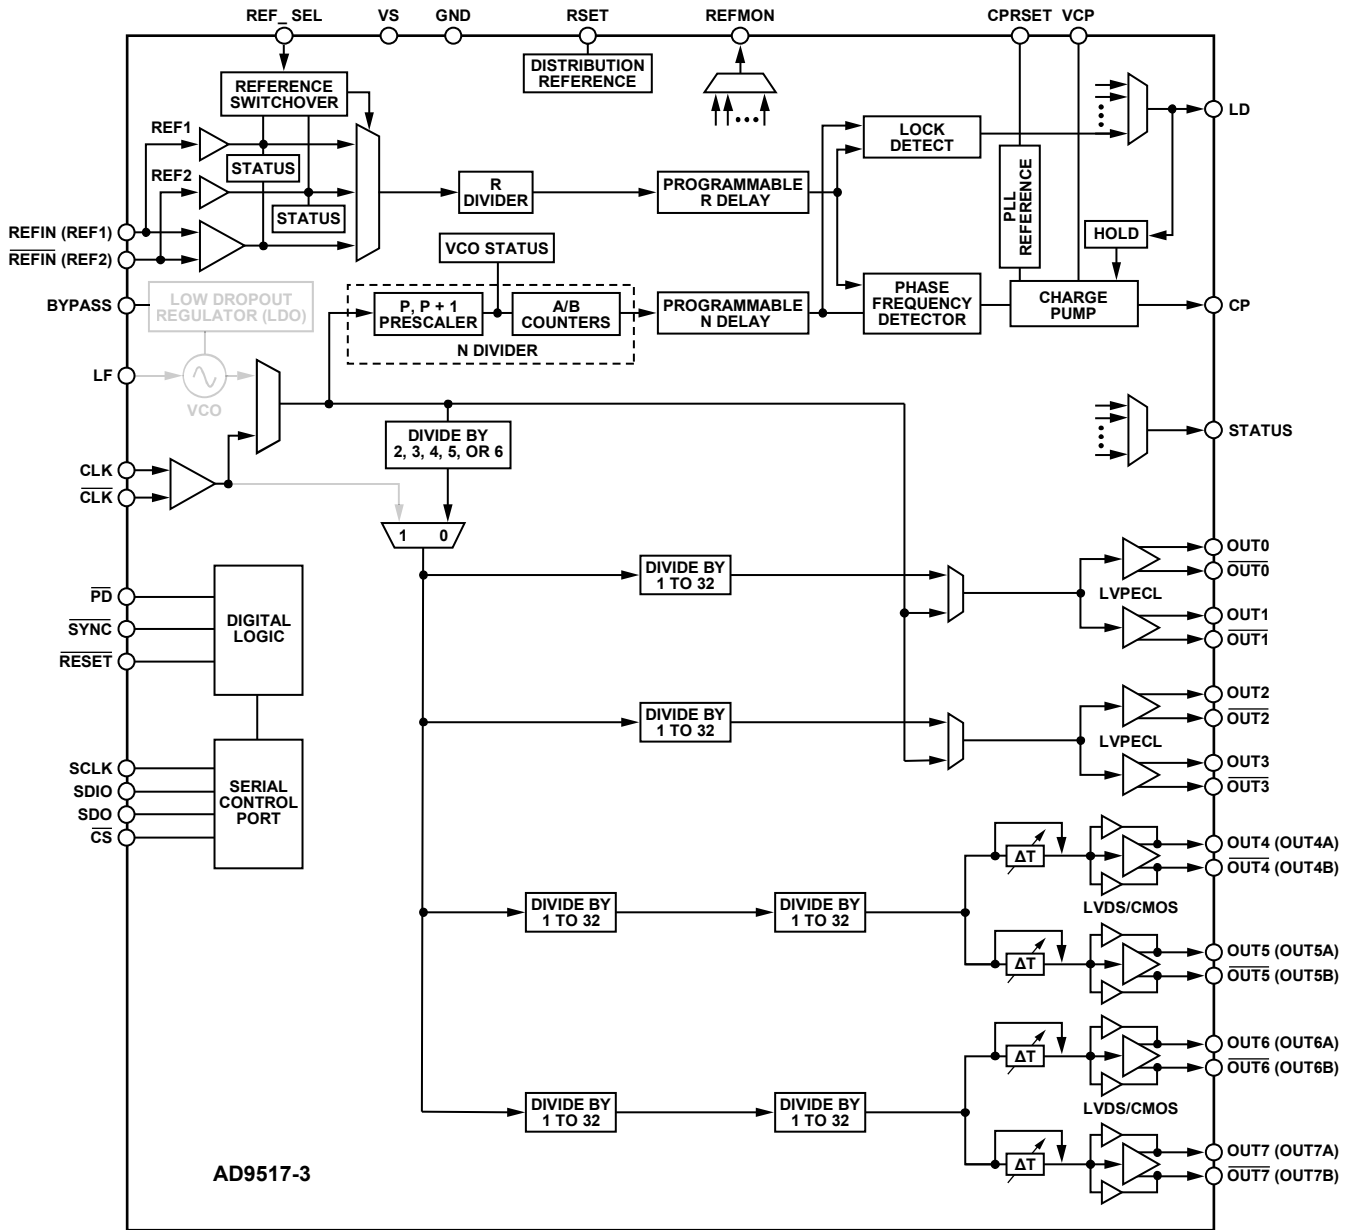 REF_ SEL
VS
GND
RSET
REFMON
CPRSET
VCP
DISTRIBUTION
REFERENCE
REFERENCE
SWITCHOVER
REF1
STATUS
REF2
STATUS
R
DIVIDER
PROGRAMMABLE
R DELAY
LOCK
DETECT
LD
PLL
REFERENCE
HOLD
REFIN (REF1)
REFIN (REF2)
BYPASS
LOW DROPOUT
REGULATOR (LDO)
VCO STATUS
P, P + 1
PRESCALER
A/B
COUNTERS
N DIVIDER
PROGRAMMABLE
N DELAY
PHASE
FREQUENCY
DETECTOR
CHARGE
PUMP
CP
LF
VCO
DIVIDE BY
2, 3, 4, 5, OR 6
STATUS
CLK
CLK
1 0
PD
SYNC
RESET
DIGITAL
LOGIC
DIVIDE BY
1 TO 32
LVPECL
OUT0
OUT0
OUT1
OUT1
DIVIDE BY
1 TO 32
LVPECL
OUT2
OUT2
OUT3
OUT3
SCLK
SDIO
SDO
CS
SERIAL
CONTROL
PORT
DIVIDE BY
1 TO 32
DIVIDE BY
1 TO 32
ΔT
OUT4 (OUT4A)
OUT4 (OUT4B)
LVDS/CMOS
ΔT
OUT5 (OUT5A)
OUT5 (OUT5B)
DIVIDE BY
1 TO 32
DIVIDE BY
1 TO 32
ΔT
OUT6 (OUT6A)
OUT6 (OUT6B)
LVDS/CMOS
ΔT
OUT7 (OUT7A)
OUT7 (OUT7B)
AD9517-3